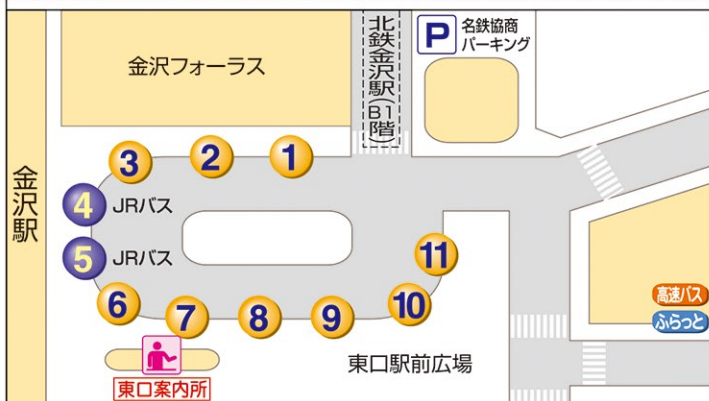 金沢フォーラス
北鉄金沢駅(B1階)
P
名鉄協商
パーキング
金沢駅
3
2
1
4
JRバス
5
JRバス
11
6
7
8
9
10
高速バス
ふらっと
東口駅前広場
東口案内所